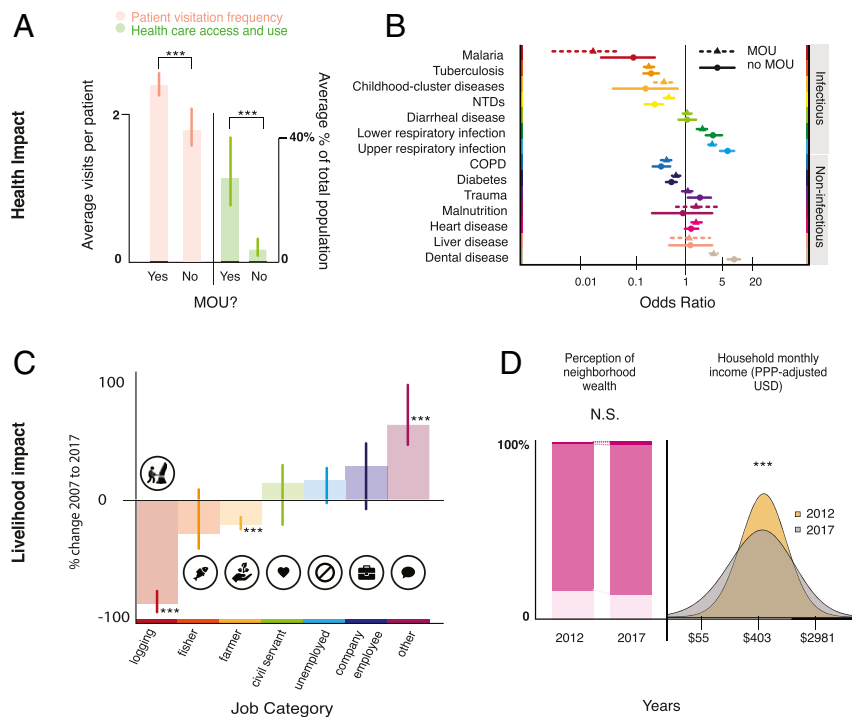 A
Patient visitation frequency
Health care access and use
Health Impact
Average visits per patient
2
0
***
***
40%
0
Average % of total population
Yes
No
Yes
No
MOU?
B
MOU
no MOU
Malaria
Tuberculosis
Childhood-cluster diseases
NTDs
Diarrheal disease
Lower respiratory infection
Upper respiratory infection
COPD
Diabetes
Trauma
Malnutrition
Heart disease
Liver disease
Dental disease
Infectious
Non-infectious
0.01
0.1
1
5
20
Odds Ratio
C
Livelihood impact
% change 2007 to 2017
100
0
-100
***
***
***
logging
fisher
farmer
civil servant
unemployed
company
employee
other
Job Category
D
Perception of
neighborhood
wealth
N.S.
100%
0
2012
2017
Household monthly
income (PPP-adjusted
USD)
***
2012
2017
$55
$403
$2981
Years